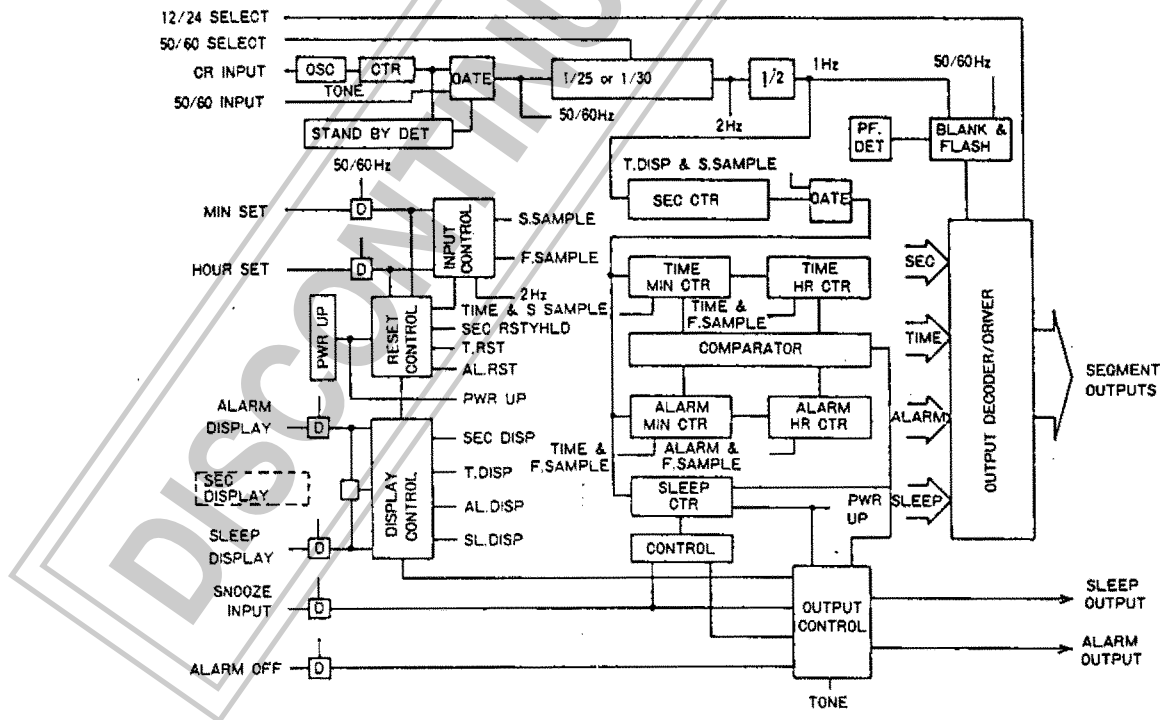 12/24 SELECT
50/60 SELECT
CR INPUT
OSC
CTR
TONE
50/60 INPUT
GATE
1/25 or 1/30
1/2
1Hz
50/60Hz
2Hz
50/60Hz
STAND BY DET
PF.
DET
BLANK &
FLASH
50/60Hz
MIN SET
D
S.SAMPLE
INPUT
CONTROL
F.SAMPLE
HOUR SET
D
2Hz
T.DISP & S.SAMPLE
SEC CTR
GATE
PWR UP
RESET
CONTROL
TIME & S SAMPLE
SEC RSTYHLD
T.RST
AL.RST
PWR UP
TIME
MIN CTR
TIME
HR CTR
TIME &
F.SAMPLE
COMPARATOR
ALARM
MIN CTR
ALARM
HR CTR
TIME &
F.SAMPLE
ALARM &
F.SAMPLE
SLEEP
CTR
CONTROL
PWR
UP
SEC
TIME
ALARM
SLEEP
OUTPUT DECODER/DRIVER
SEGMENT
OUTPUTS
ALARM
DISPLAY
D
SEC
DISPLAY
SLEEP
DISPLAY
D
DISPLAY
CONTROL
SEC DISP
T.DISP
AL.DISP
SL.DISP
SNOOZE
INPUT
D
ALARM OFF
D
OUTPUT
CONTROL
TONE
SLEEP
OUTPUT
ALARM
OUTPUT
DISCONTINU